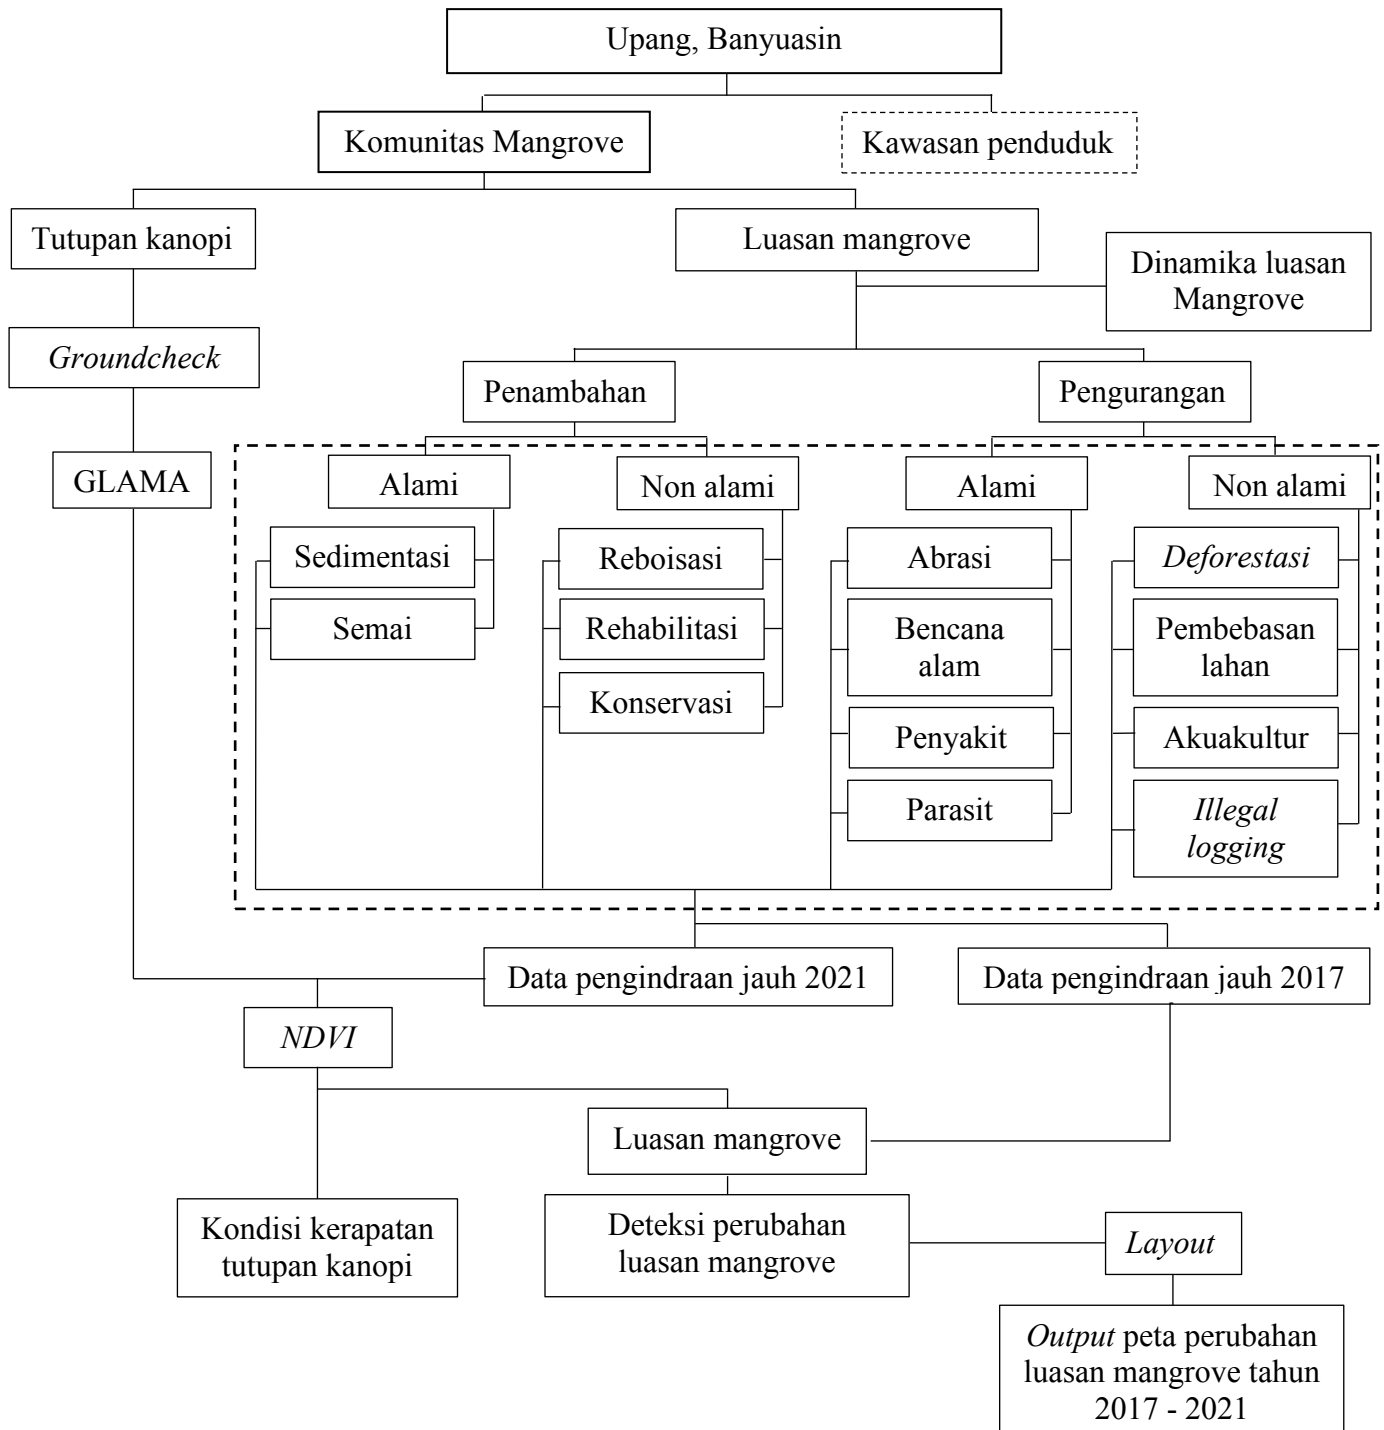 Upang, Banyuasin
Komunitas Mangrove
Kawasan penduduk
Tutupan kanopi
Luasan mangrove
Dinamika luasan
Mangrove
Groundcheck
Penambahan
Pengurangan
GLAMA
Alami
Non alami
Alami
Non alami
Sedimentasi
Semai
Reboisasi
Rehabilitasi
Konservasi
Abrasi
Bencana
alam
Penyakit
Parasit
Deforestasi
Pembebasan
lahan
Akuakultur
Illegal
logging
Data pengindraan jauh 2021
Data pengindraan jauh 2017
NDVI
Luasan mangrove
Kondisi kerapatan
tutupan kanopi
Deteksi perubahan
luasan mangrove
Layout
Output peta perubahan
luasan mangrove tahun
2017 - 2021